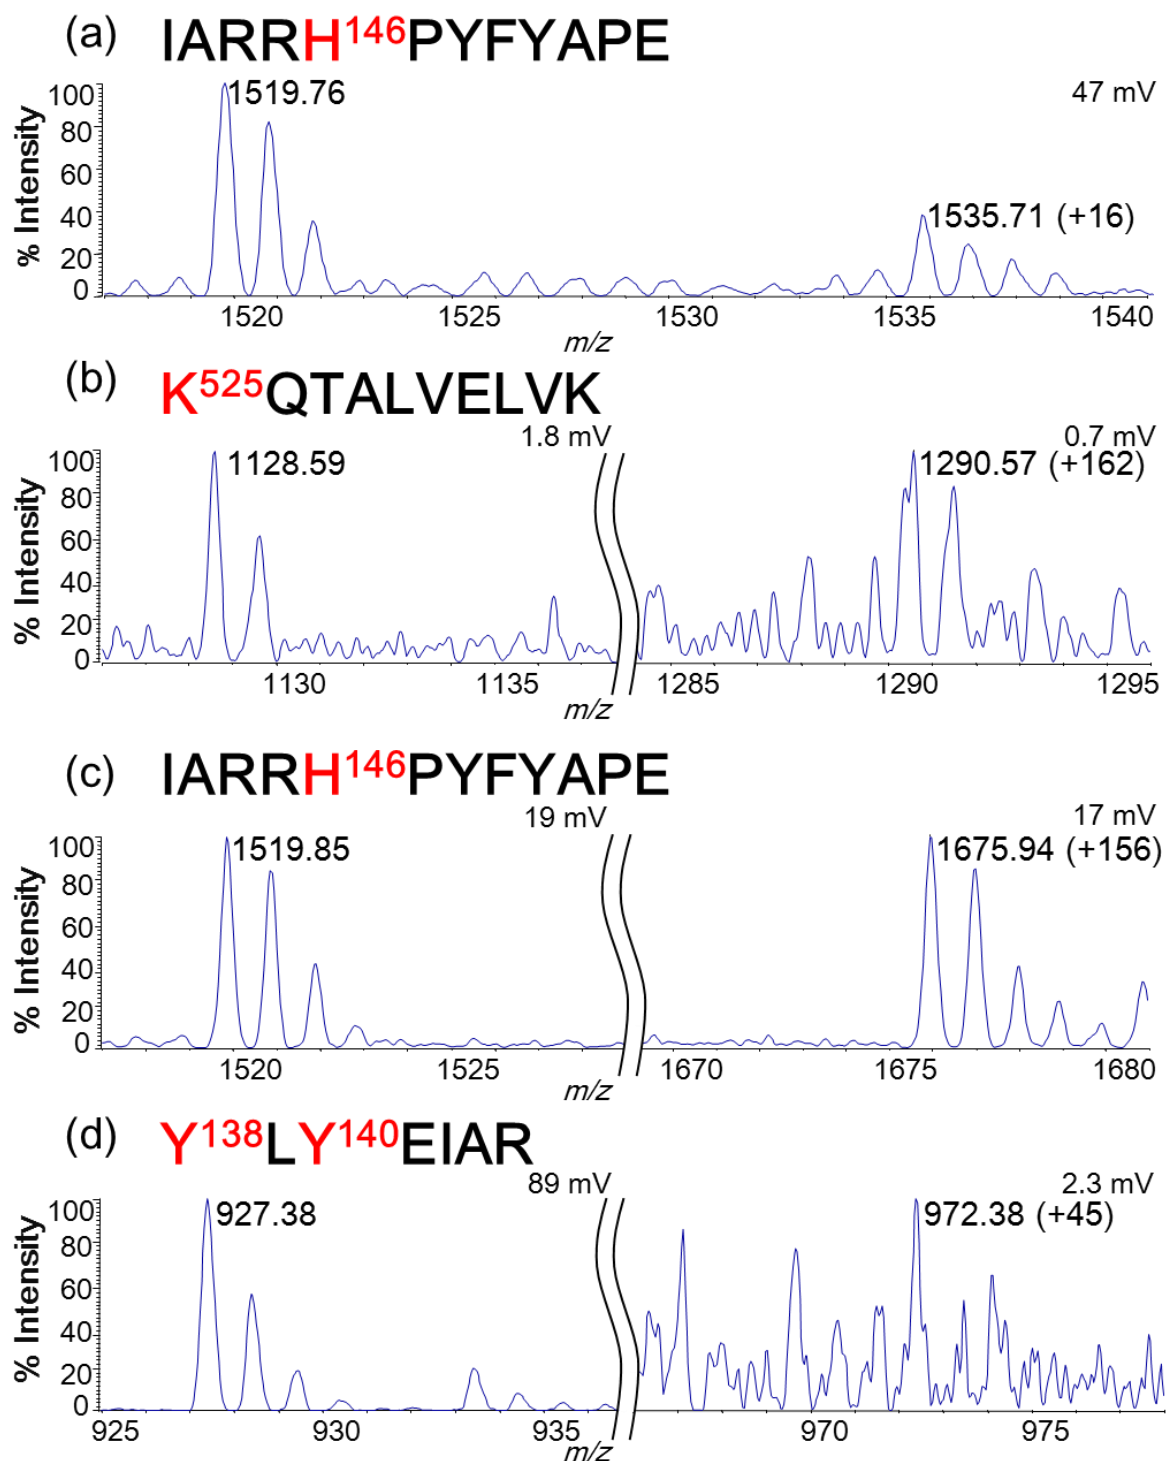 (a) IARRH¹⁴⁶PYFYAPE
47 mV
1519.76
1535.71 (+16)
% Intensity
100
80
60
40
20
0
1520 1525 1530 1535 1540
m/z
(b) K⁵²⁵QTALVELVK
1.8 mV 0.7 mV
1128.59
1290.57 (+162)
% Intensity
100
80
60
40
20
0
1130 1135 1285 1290 1295
m/z
(c) IARRH¹⁴⁶PYFYAPE
19 mV 17 mV
1519.85
1675.94 (+156)
% Intensity
100
80
60
40
20
0
1520 1525 1670 1675 1680
m/z
(d) Y¹³⁸LY¹⁴⁰EIAR
89 mV 2.3 mV
927.38
972.38 (+45)
% Intensity
100
80
60
40
20
0
925 930 935 970 975
m/z